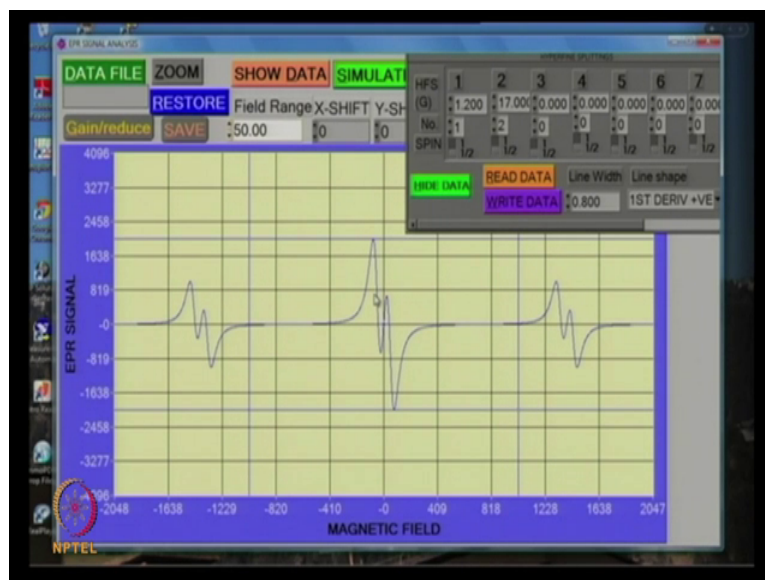 EPR SIGNAL ANALYSIS
DATA FILE ZOOM SHOW DATA SIMULATI
RESTORE Field Range X-SHIFT Y-SH
Gain/reduce SAVE 50.00 0 0
HYPERFINE SPLITTINGS
HFS 1 2 3 4 5 6 7
(G) 1.200 17.000 0.000 0.000 0.000 0.000 0.00
No. 1 2 0 0 0 0 0
SPIN 1/2 1/2 1/2 1/2 1/2 1/2
HIDE DATA READ DATA Line Width Line shape
WRITE DATA 0.800 1ST DERIV +VE
4096
3277
2458
1638
819
-0
-819
-1638
-2458
-3277
EPR SIGNAL
-2048 -1638 -1229 -820 -410 -0 409 818 1228 1638 2047
MAGNETIC FIELD
NPTEL